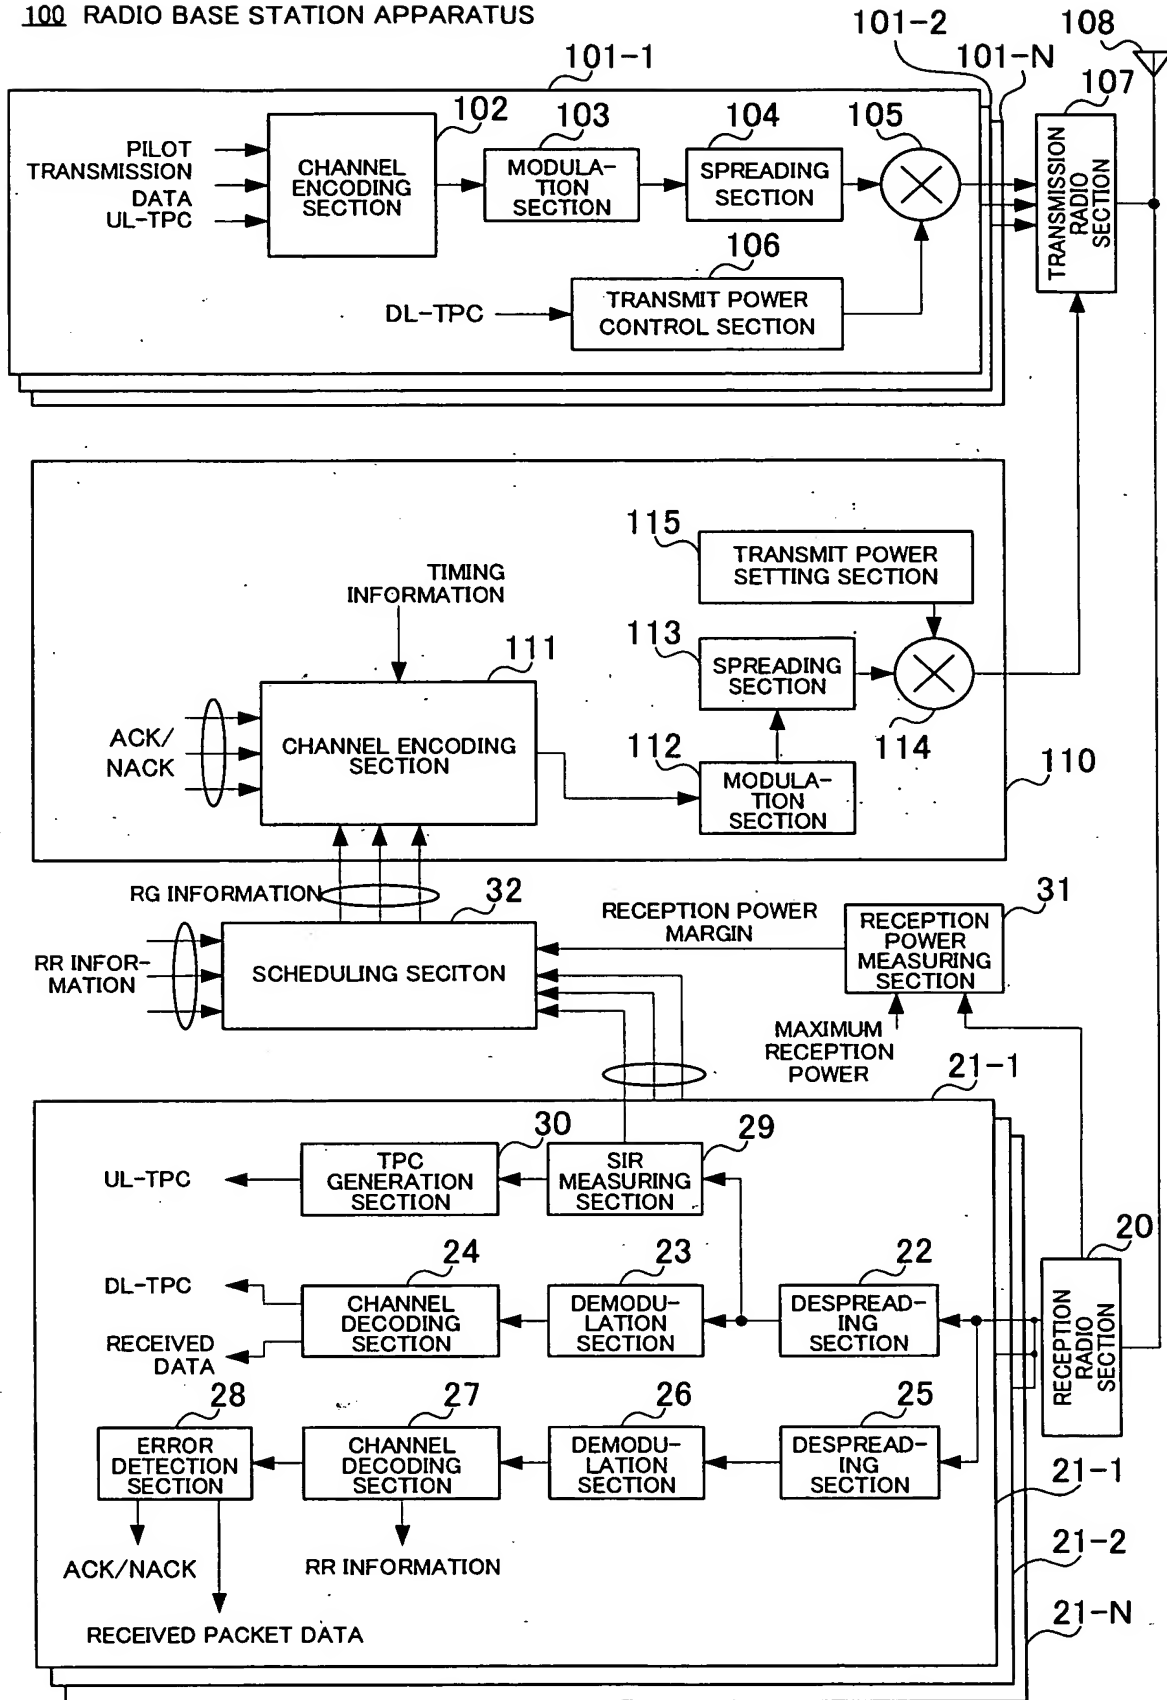 100 RADIO BASE STATION APPARATUS
101-1
101-2
101-N
108
107
102
103
104
105
PILOT
TRANSMISSION
DATA
UL-TPC
CHANNEL
ENCODING
SECTION
MODULA-
TION
SECTION
SPREADING
SECTION
TRANSMISSION
RADIO
SECTION
106
DL-TPC
TRANSMIT POWER
CONTROL SECTION
115
TRANSMIT POWER
SETTING SECTION
TIMING
INFORMATION
111
113
SPREADING
SECTION
114
ACK/
NACK
CHANNEL ENCODING
SECTION
112
MODULA-
TION
SECTION
110
RG INFORMATION
32
RECEPTION POWER
MARGIN
31
RECEPTION
POWER
MEASURING
SECTION
RR INFOR-
MATION
SCHEDULING SECITON
MAXIMUM
RECEPTION
POWER
21-1
30
29
UL-TPC
TPC
GENERATION
SECTION
SIR
MEASURING
SECTION
20
24
23
22
DL-TPC
RECEIVED
DATA
CHANNEL
DECODING
SECTION
DEMODU-
LATION
SECTION
DESPREAD-
ING
SECTION
RECEPTION
RADIO
SECTION
28
27
26
25
ERROR
DETECTION
SECTION
CHANNEL
DECODING
SECTION
DEMODU-
LATION
SECTION
DESPREAD-
ING
SECTION
21-1
21-2
21-N
ACK/NACK
RR INFORMATION
RECEIVED PACKET DATA